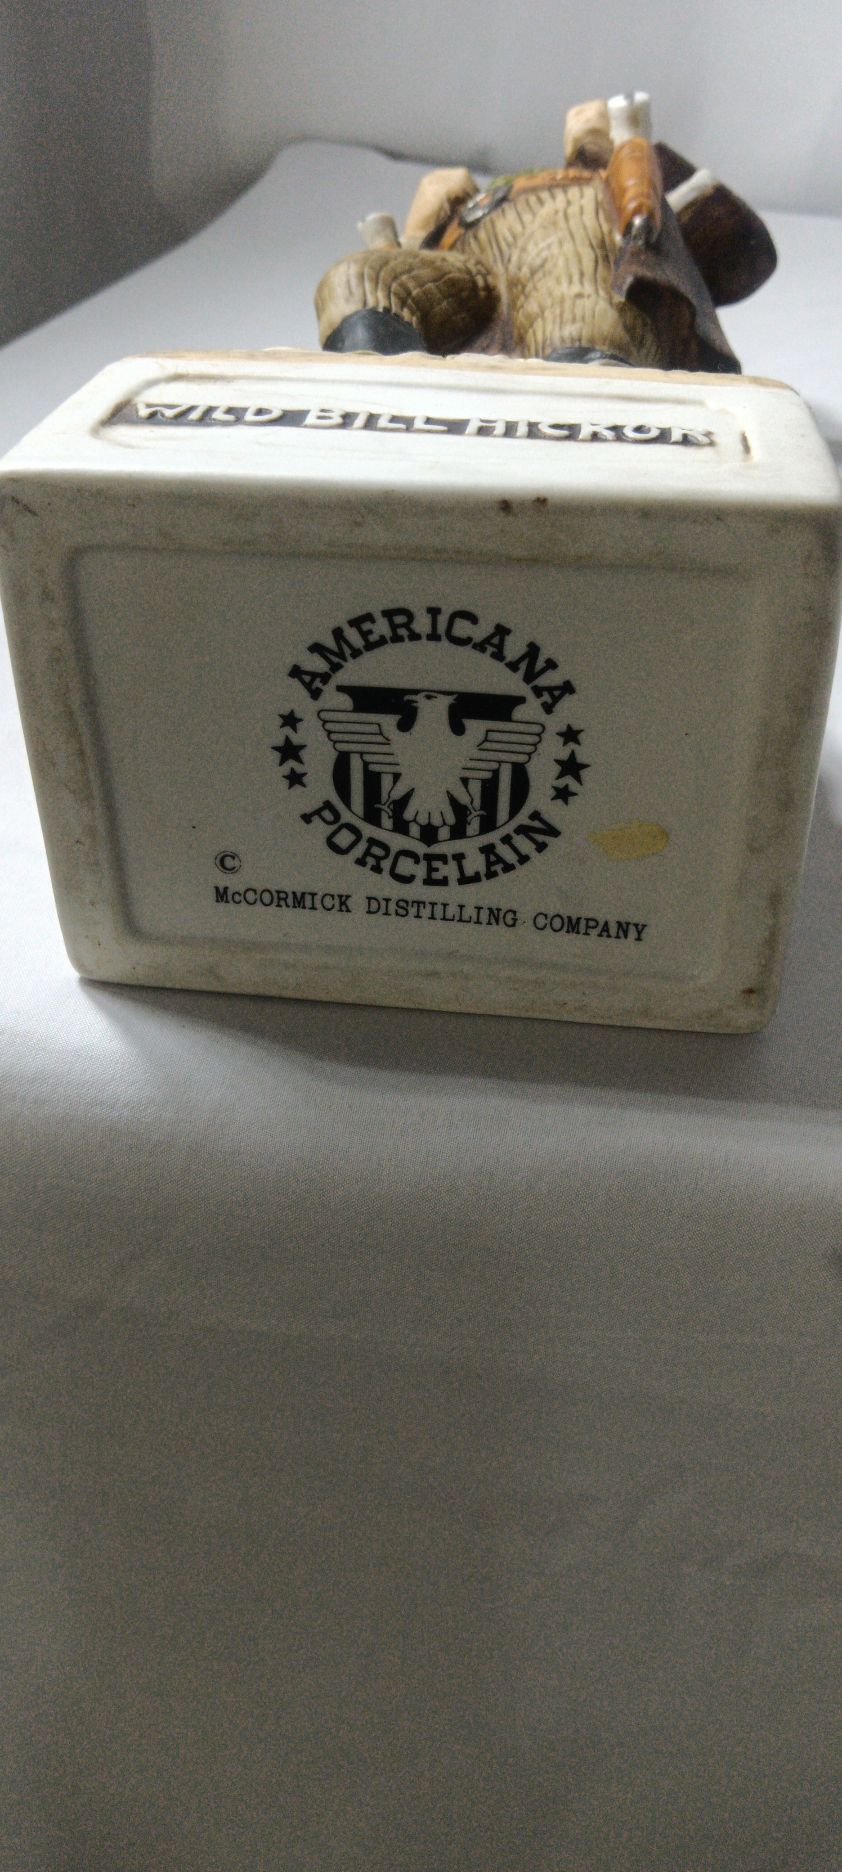 WILD BILL HICKOK
AMERICANA
PORCELAIN
©
McCORMICK DISTILLING COMPANY